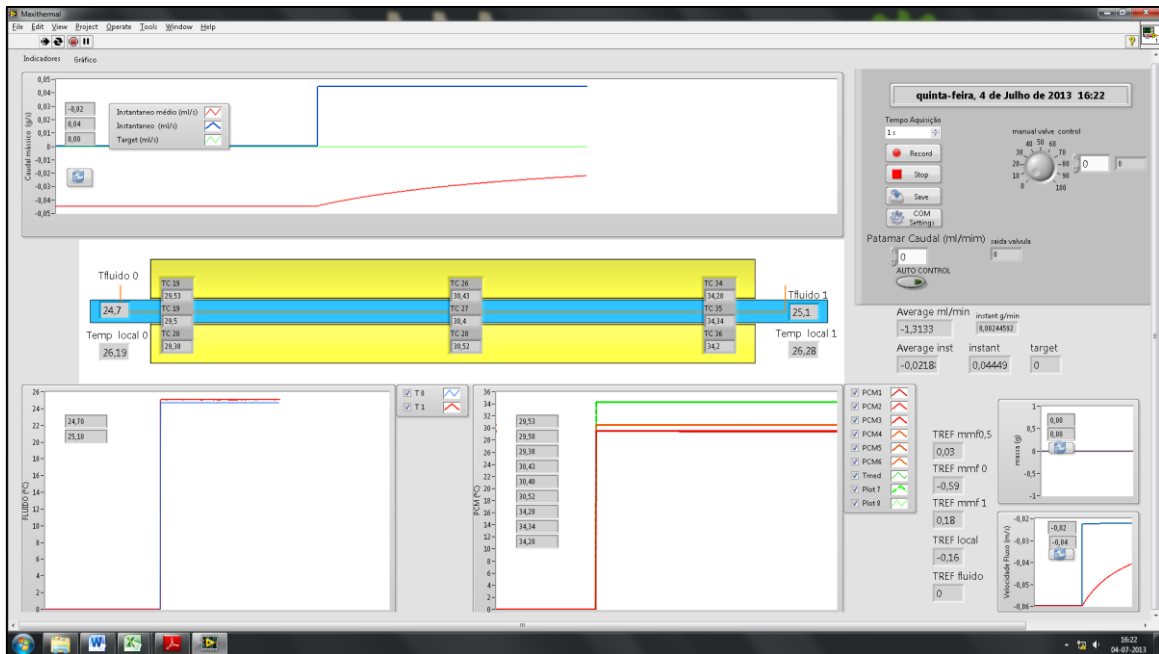 Maxithermal
File Edit View Project Operate Tools Window Help
Indicadores Gráfico
Caudal mássico (g/s)
0,05
0,04
0,03
0,02
0,01
0
-0,01
-0,02
-0,03
-0,04
-0,05
-0,02
0,04
0,00
Instantaneo médio (ml/s)
Instantaneo (ml/s)
Target (ml/s)
quinta-feira, 4 de Julho de 2013 16:22
Tempo Aquisição
1 s
Record
Stop
Save
COM
Settings
manual valve control
0 10 20 30 40 50 60 70 80 90 100
0
0
Patamar Caudal (ml/mim)
0
saida valvula
0
AUTO CONTROL
Tfluido 0
24,7
Temp local 0
26,19
TC 19
29,53
TC 19
29,5
TC 20
29,38
TC 26
30,43
TC 27
30,4
TC 28
30,52
TC 34
34,28
TC 35
34,34
TC 36
34,2
Tfluido 1
25,1
Temp local 1
26,28
Average ml/min
-1,3133
instant g/min
0,00244592
Average inst instant target
-0,0218 0,04449 0
FLUIDO (ºC)
26
24
22
20
18
16
14
12
10
8
6
4
2
0
24,70
25,10
T 0
T 1
PCM (ºC)
36
34
32
30
28
26
24
22
20
18
16
14
12
10
8
6
4
2
0
29,53
29,50
29,38
30,43
30,40
30,52
34,28
34,34
34,20
PCM1
PCM2
PCM3
PCM4
PCM5
PCM6
Tmed
Plot 7
Plot 8
TREF mmf0,5
0,03
TREF mmf 0
-0,59
TREF mmf 1
0,18
TREF local
-0,16
TREF fluido
0
massa (g)
1
0,5
0
-0,5
-1
0,00
0,00
Velocidade Fluxo (m/s)
-0,02
-0,03
-0,04
-0,05
-0,06
-0,02
-0,04
16:22
04-07-2013